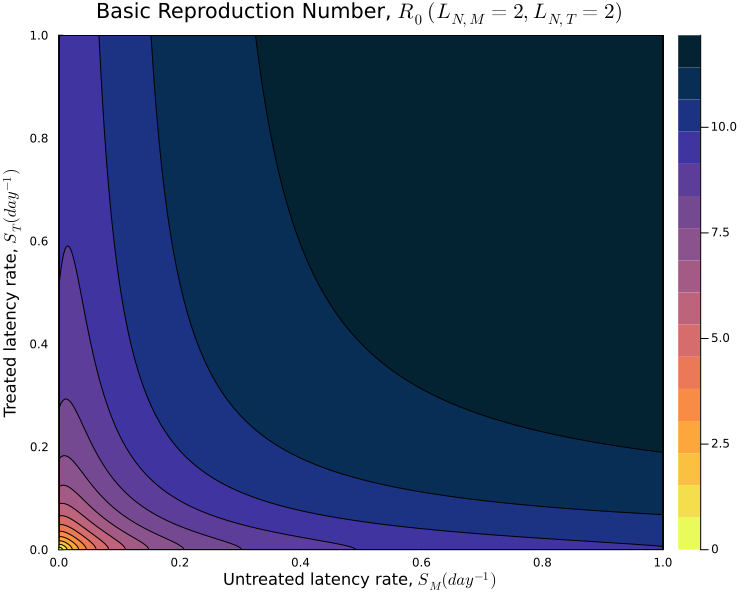 Basic Reproduction Number, $R_0$ ($L_{N,M} = 2, L_{N,T} = 2$)
1.0
0.8
0.6
0.4
0.2
0.0
Treated latency rate, $S_T(day^{-1})$
0.0 0.2 0.4 0.6 0.8 1.0
Untreated latency rate, $S_M(day^{-1})$
10.0
7.5
5.0
2.5
0